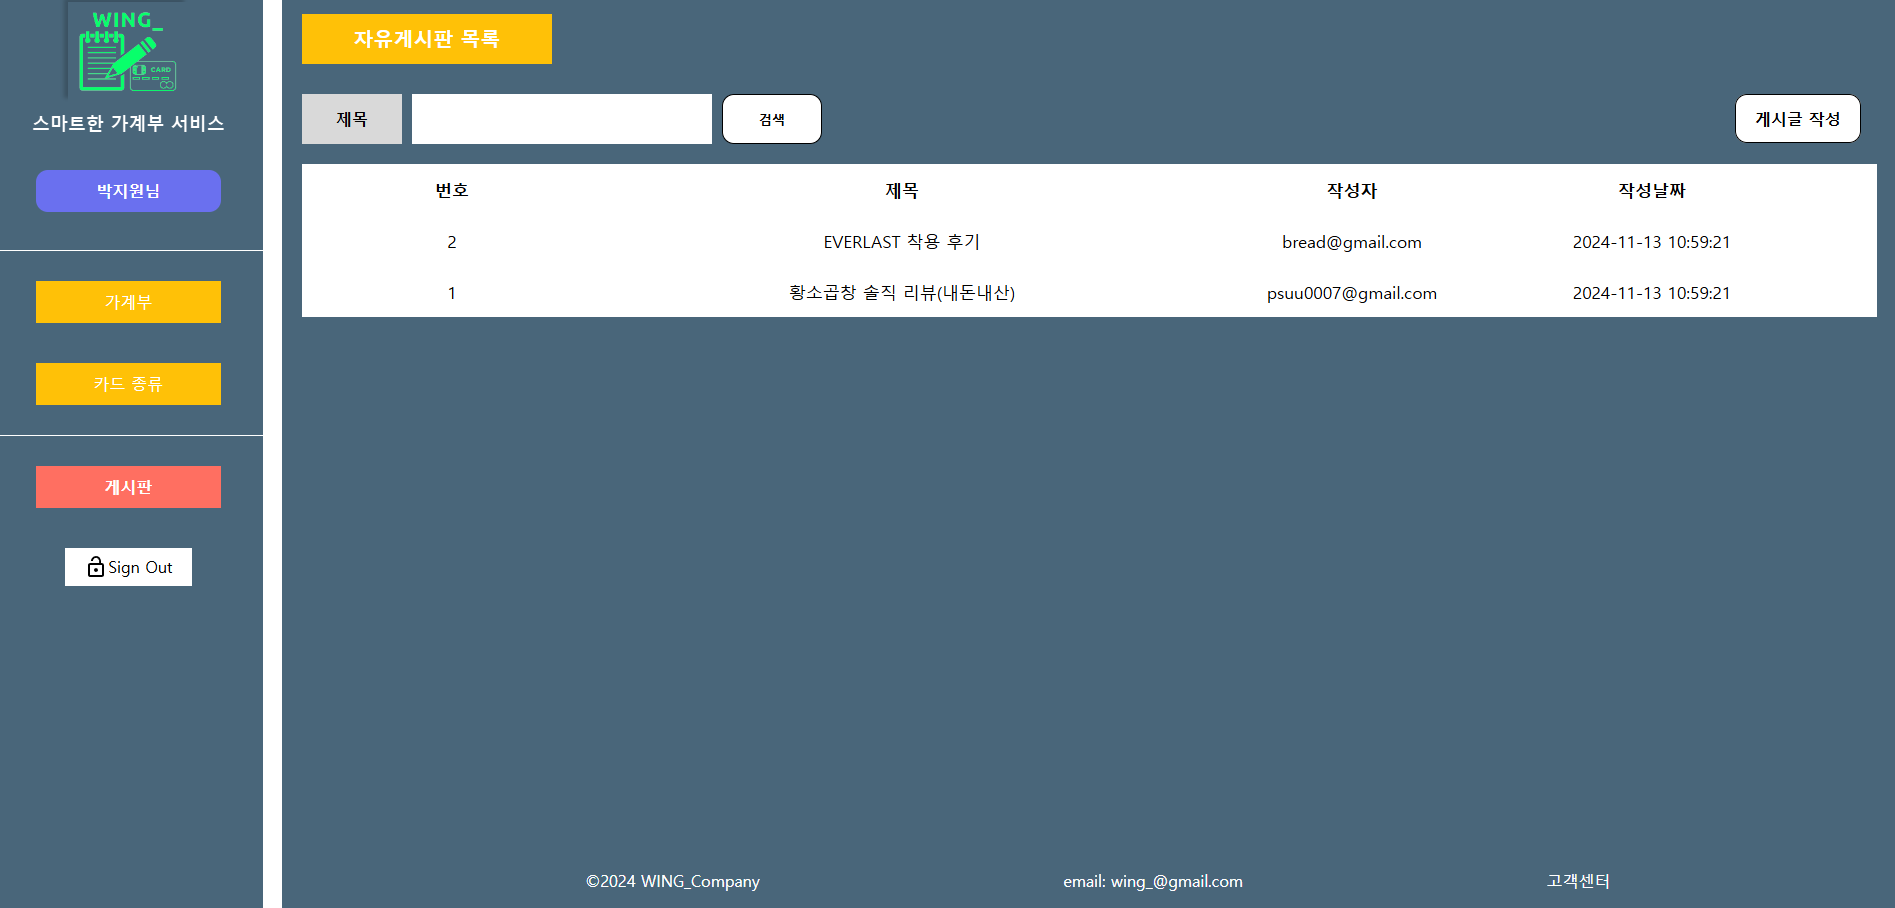 WING_
CARD
스마트한 가계부 서비스
박지원님
가게부
카드 종류
게시판
Sign Out
자유게시판 목록
제목
검색
게시글 작성
번호 제목 작성자 작성날짜
2 EVERLAST 착용 후기 bread@gmail.com 2024-11-13 10:59:21
1 황소곱창 솔직 리뷰(내돈내산) psuu0007@gmail.com 2024-11-13 10:59:21
©2024 WING_Company email: wing_@gmail.com 고객센터